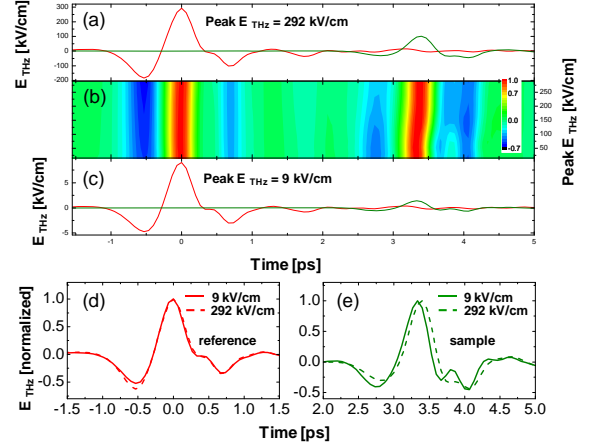 (a)
Peak E THz = 292 kV/cm
E THz [kV/cm]
300
200
100
0
-100
-200
(b)
1.0
0.7
0.0
-0.7
250
200
150
100
50
Peak E THz [kV/cm]
(c)
Peak E THz = 9 kV/cm
E THz [kV/cm]
5
0
-5
-1 0 1 2 3 4 5
Time [ps]
(d)
9 kV/cm
292 kV/cm
reference
E THz [normalized]
1.0
0.5
0.0
-0.5
-1.5 -1.0 -0.5 0.0 0.5 1.0 1.5
(e)
9 kV/cm
292 kV/cm
sample
1.0
0.5
0.0
-0.5
2.0 2.5 3.0 3.5 4.0 4.5 5.0
Time [ps]